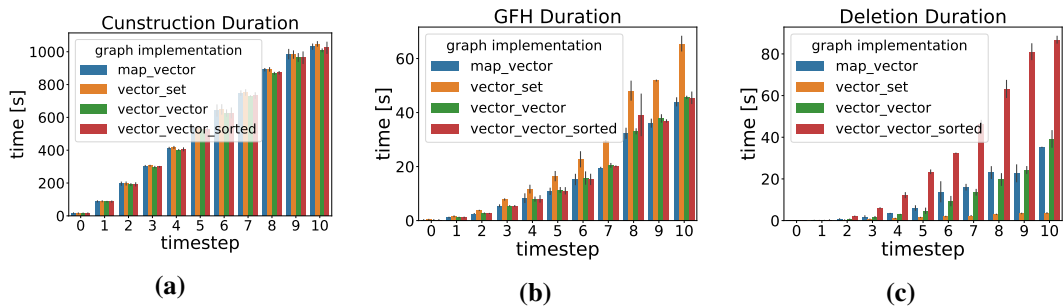 Cunstruction Duration
time [s]
1000
800
600
400
200
0
graph implementation
map_vector
vector_set
vector_vector
vector_vector_sorted
0 1 2 3 4 5 6 7 8 9 10
timestep
(a)
GFH Duration
time [s]
60
40
20
0
graph implementation
map_vector
vector_set
vector_vector
vector_vector_sorted
0 1 2 3 4 5 6 7 8 9 10
timestep
(b)
Deletion Duration
time [s]
80
60
40
20
0
graph implementation
map_vector
vector_set
vector_vector
vector_vector_sorted
0 1 2 3 4 5 6 7 8 9 10
timestep
(c)